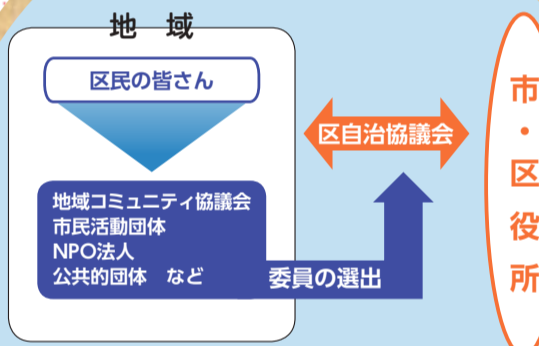 地　域
区民の皆さん
区自治協議会
地域コミュニティ協議会
市民活動団体
NPO法人
公共的団体　など
委員の選出
市・区役所